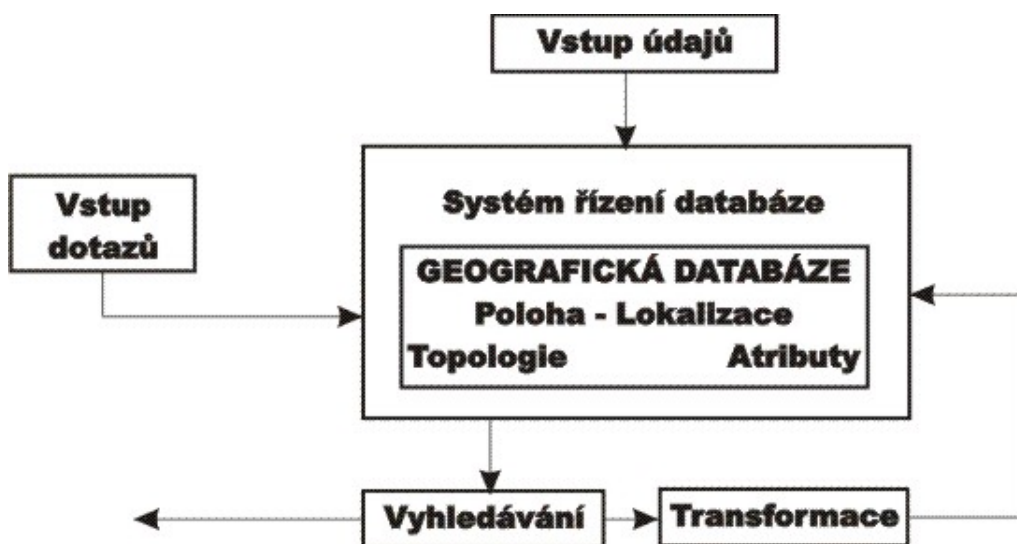 Vstup údajů
Vstup
dotazů
Systém řízení databáze
GEOGRAFICKÁ DATABÁZE
Poloha - Lokalizace
Topologie Atributy
Vyhledávání
Transformace